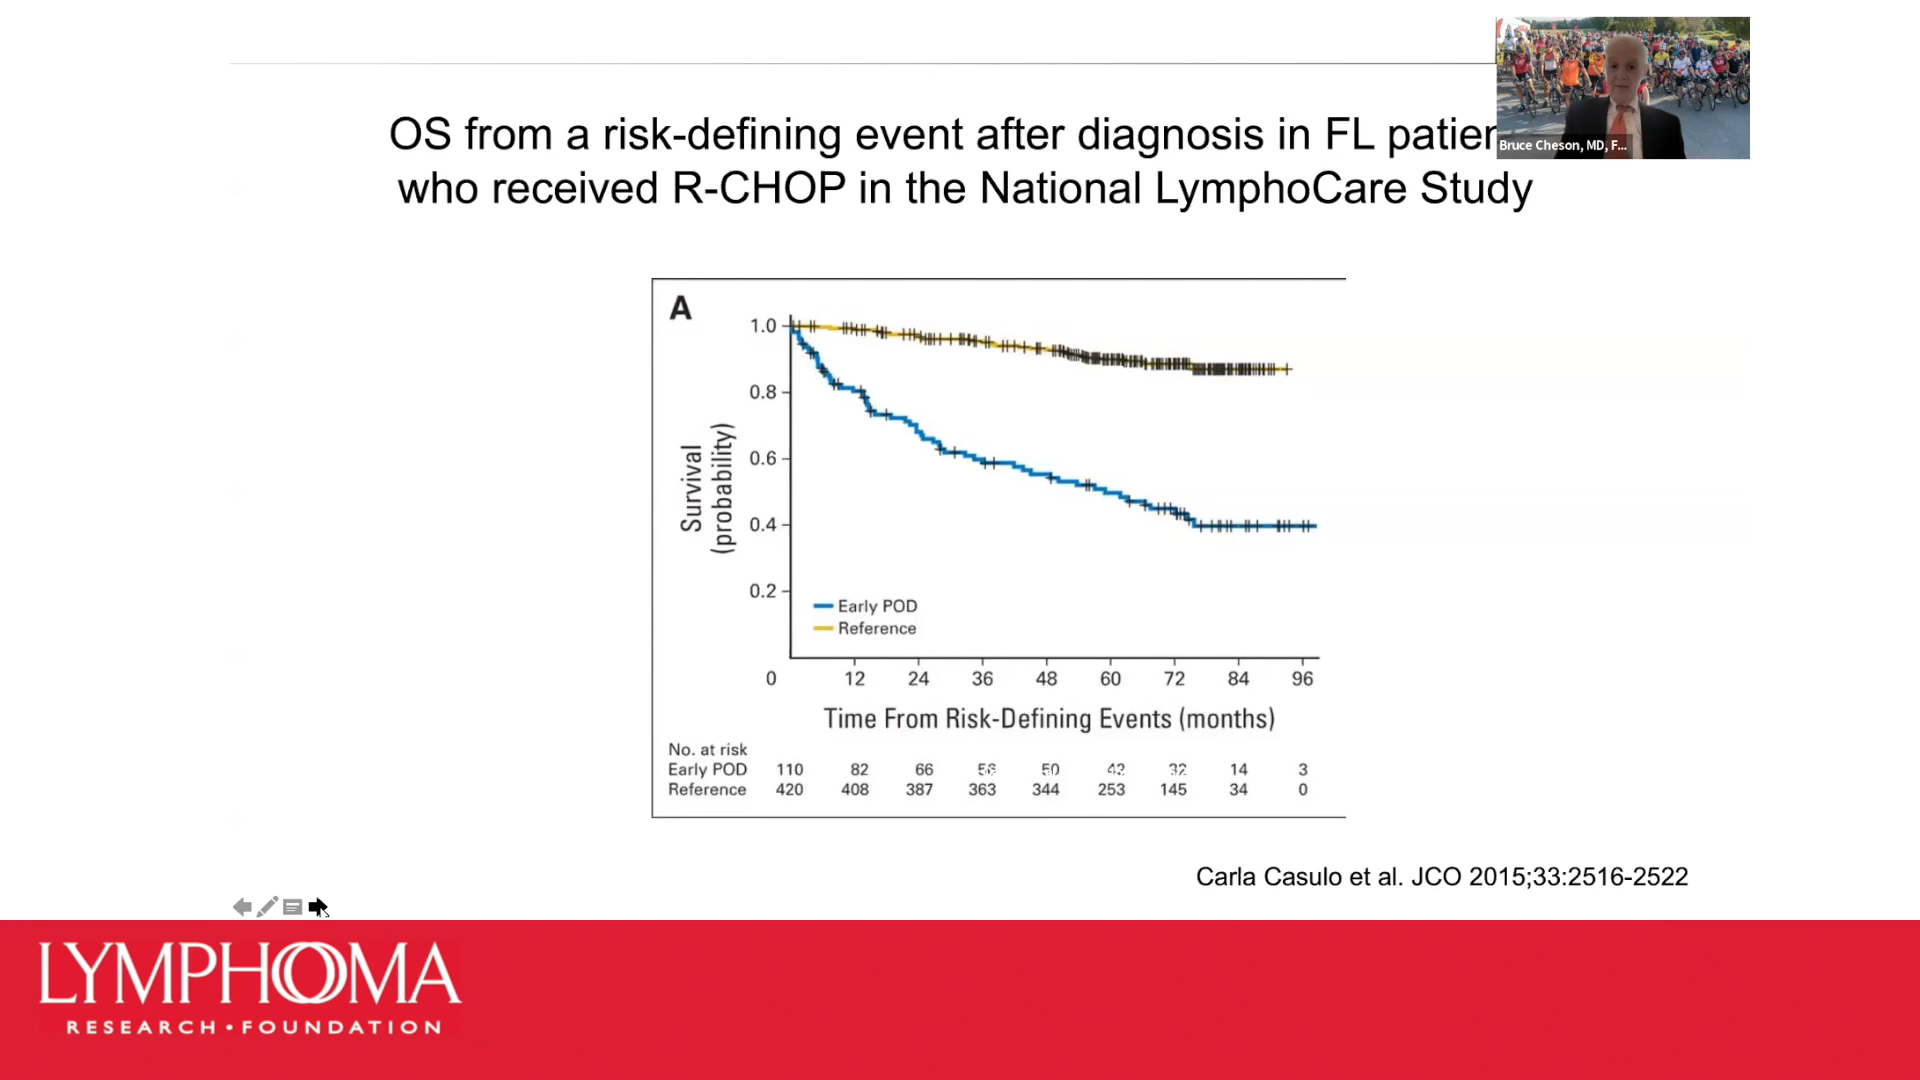 OS from a risk-defining event after diagnosis in FL
who received R-CHOP in the National LymphoCare Study
Bruce Cheson, MD, F...
A
1.0
0.8
0.6
0.4
0.2
Survival
(probability)
Early POD
Reference
0 12 24 36 48 60 72 84 96
Time From Risk-Defining Events (months)
No. at risk
Early POD 110 82 66 50 14 3
Reference 420 408 387 363 344 253 145 34 0
Carla Casulo et al. JCO 2015;33:2516-2522
LYMPHOMA
RESEARCH • FOUNDATION